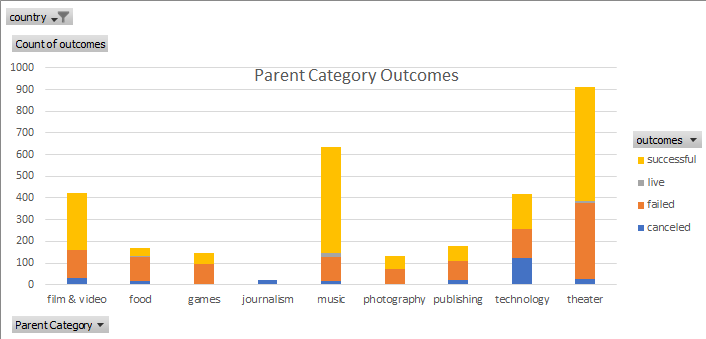 country
Count of outcomes
Parent Category Outcomes
1000
900
800
700
600
500
400
300
200
100
0
film & video food games journalism music photography publishing technology theater
outcomes
successful
live
failed
canceled
Parent Category